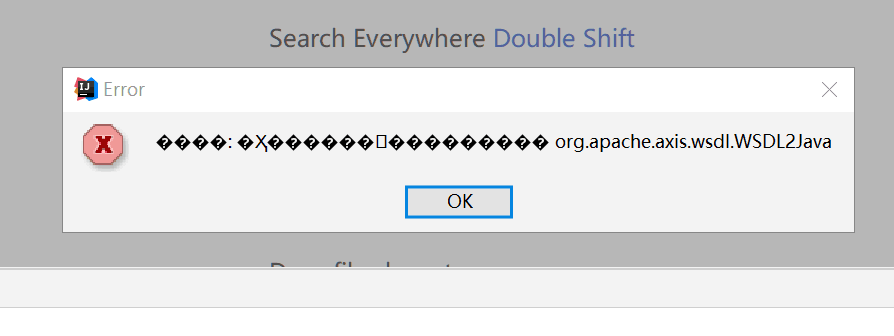 Search Everywhere Double Shift
Error
����: �Ҳ������򣿷��������� org.apache.axis.wsdl.WSDL2Java
OK